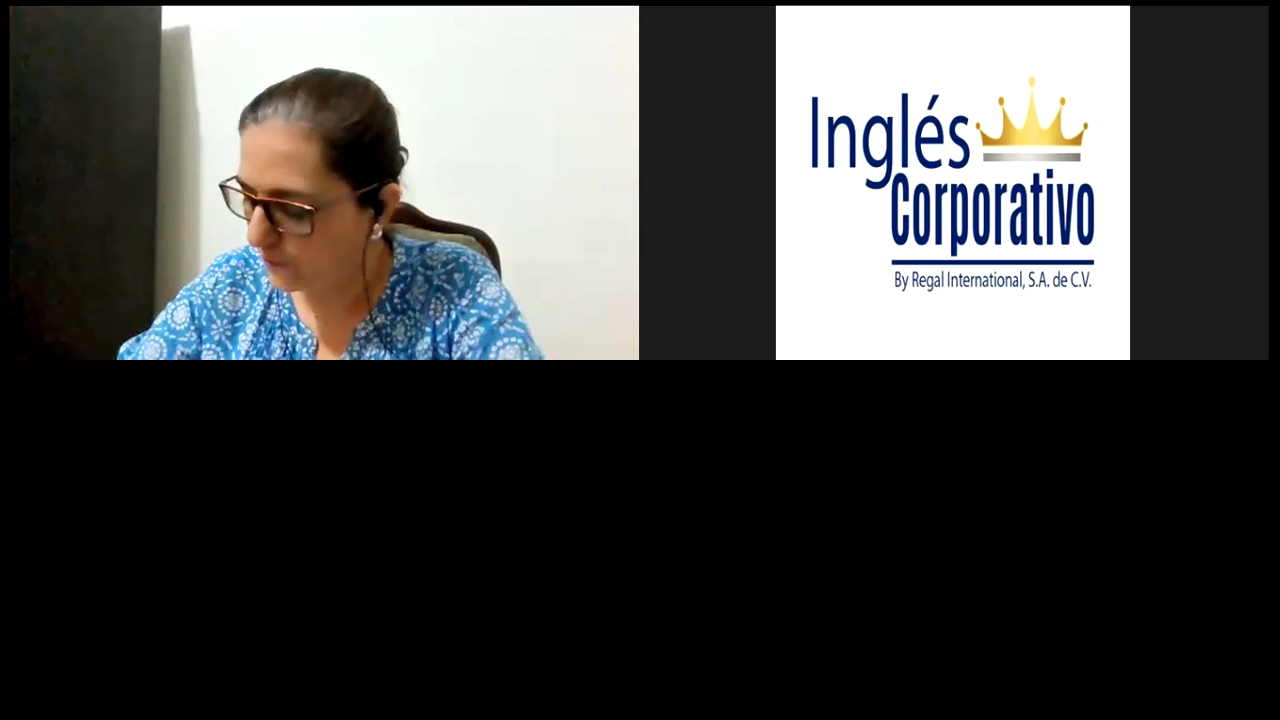 Inglés
Corporativo
By Regal International, S.A. de C.V.